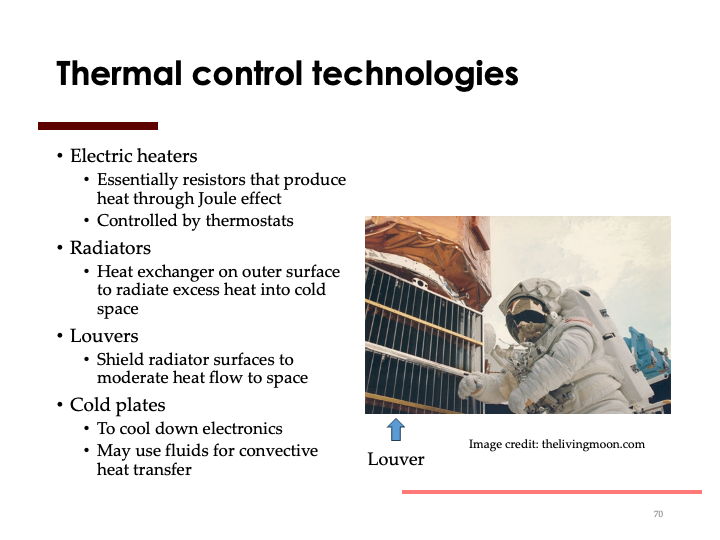 Thermal control technologies
• Electric heaters
• Essentially resistors that produce
heat through Joule effect
• Controlled by thermostats
• Radiators
• Heat exchanger on outer surface
to radiate excess heat into cold
space
• Louvers
• Shield radiator surfaces to
moderate heat flow to space
• Cold plates
• To cool down electronics
• May use fluids for convective
heat transfer
Louver
Image credit: thelivingmoon.com
70